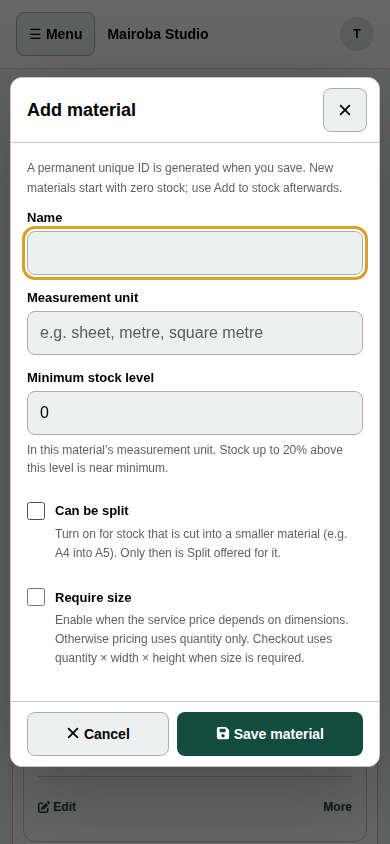 ☰ Menu
Mairoba Studio
T
Add material
A permanent unique ID is generated when you save. New
materials start with zero stock; use Add to stock afterwards.
Name
Measurement unit
e.g. sheet, metre, square metre
Minimum stock level
0
In this material's measurement unit. Stock up to 20% above
this level is near minimum.
Can be split
Turn on for stock that is cut into a smaller material (e.g.
A4 into A5). Only then is Split offered for it.
Require size
Enable when the service price depends on dimensions.
Otherwise pricing uses quantity only. Checkout uses
quantity × width × height when size is required.
Cancel
Save material
Edit
More